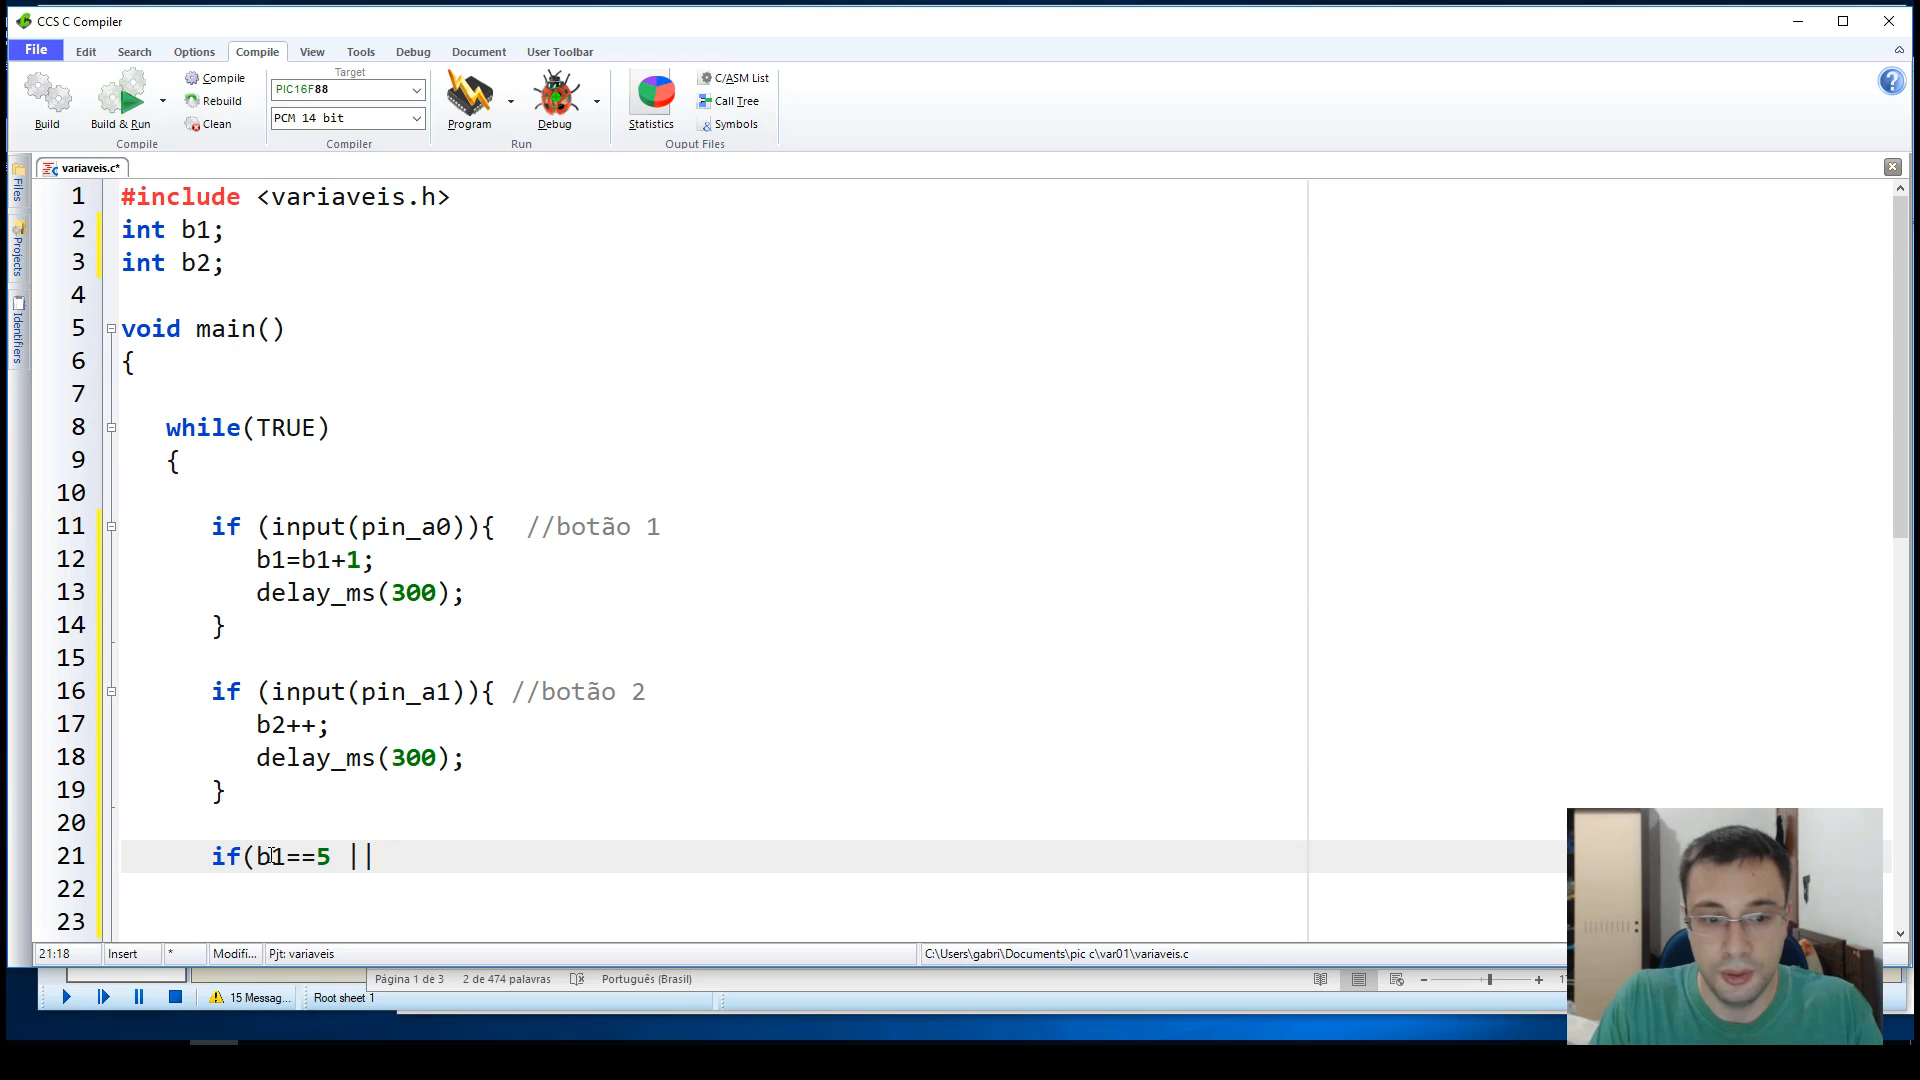 CCS C Compiler
File Edit Search Options Compile View Tools Debug Document User Toolbar
Build
Build & Run
Compile
Rebuild
Clean
Compile
Target
PIC16F88
PCM 14 bit
Compiler
Program
Debug
Run
Statistics
C/ASM List
Call Tree
Symbols
Ouput Files
variaveis.c*
Files
Projects
Identifiers
1 #include <variaveis.h>
2 int b1;
3 int b2;
4
5 void main()
6 {
7
8 while(TRUE)
9 {
10
11 if (input(pin_a0)){ //botão 1
12 b1=b1+1;
13 delay_ms(300);
14 }
15
16 if (input(pin_a1)){ //botão 2
17 b2++;
18 delay_ms(300);
19 }
20
21 if(b1==5 ||
22
23
21:18 Insert * Modifi... Pjt: variaveis C:\Users\gabri\Documents\pic c\var01\variaveis.c
Página 1 de 3 2 de 474 palavras Português (Brasil)
15 Messag... Root sheet 1